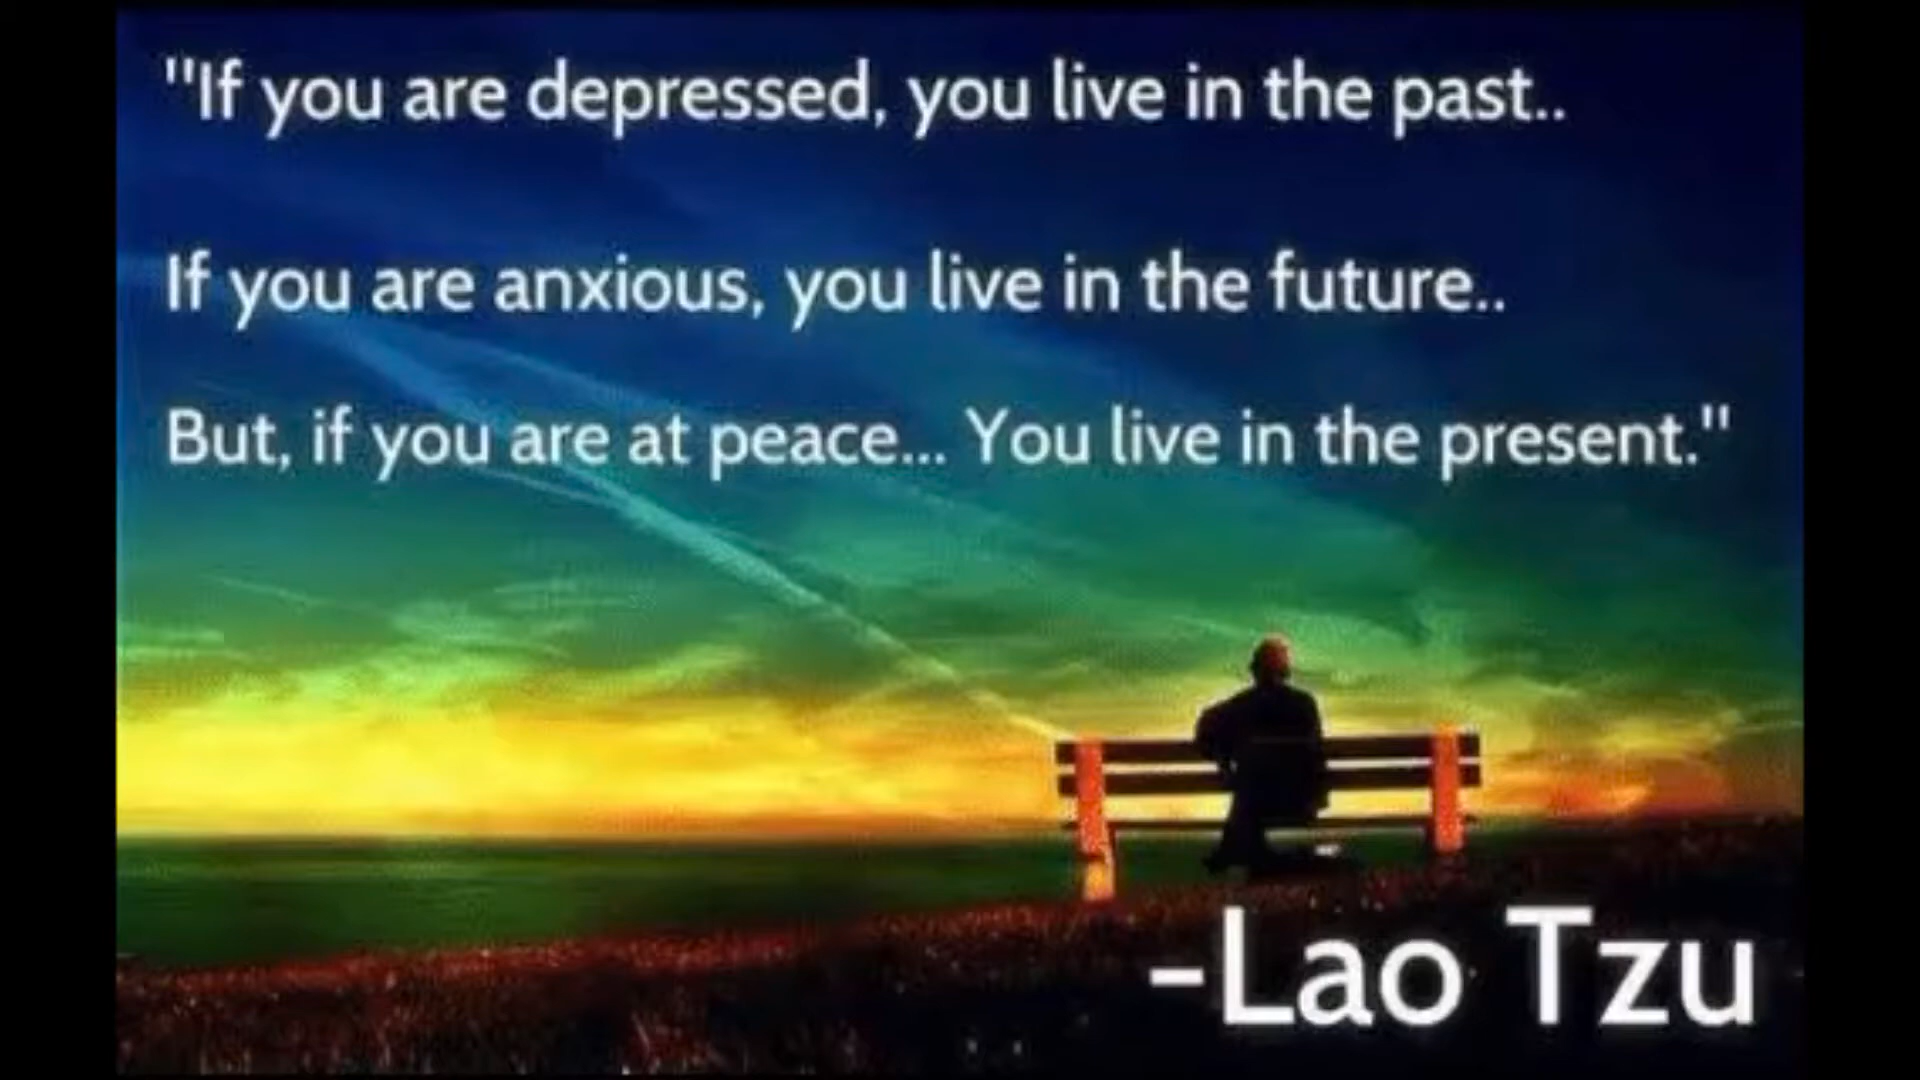 "If you are depressed, you live in the past..
If you are anxious, you live in the future..
But, if you are at peace... You live in the present."
-Lao Tzu